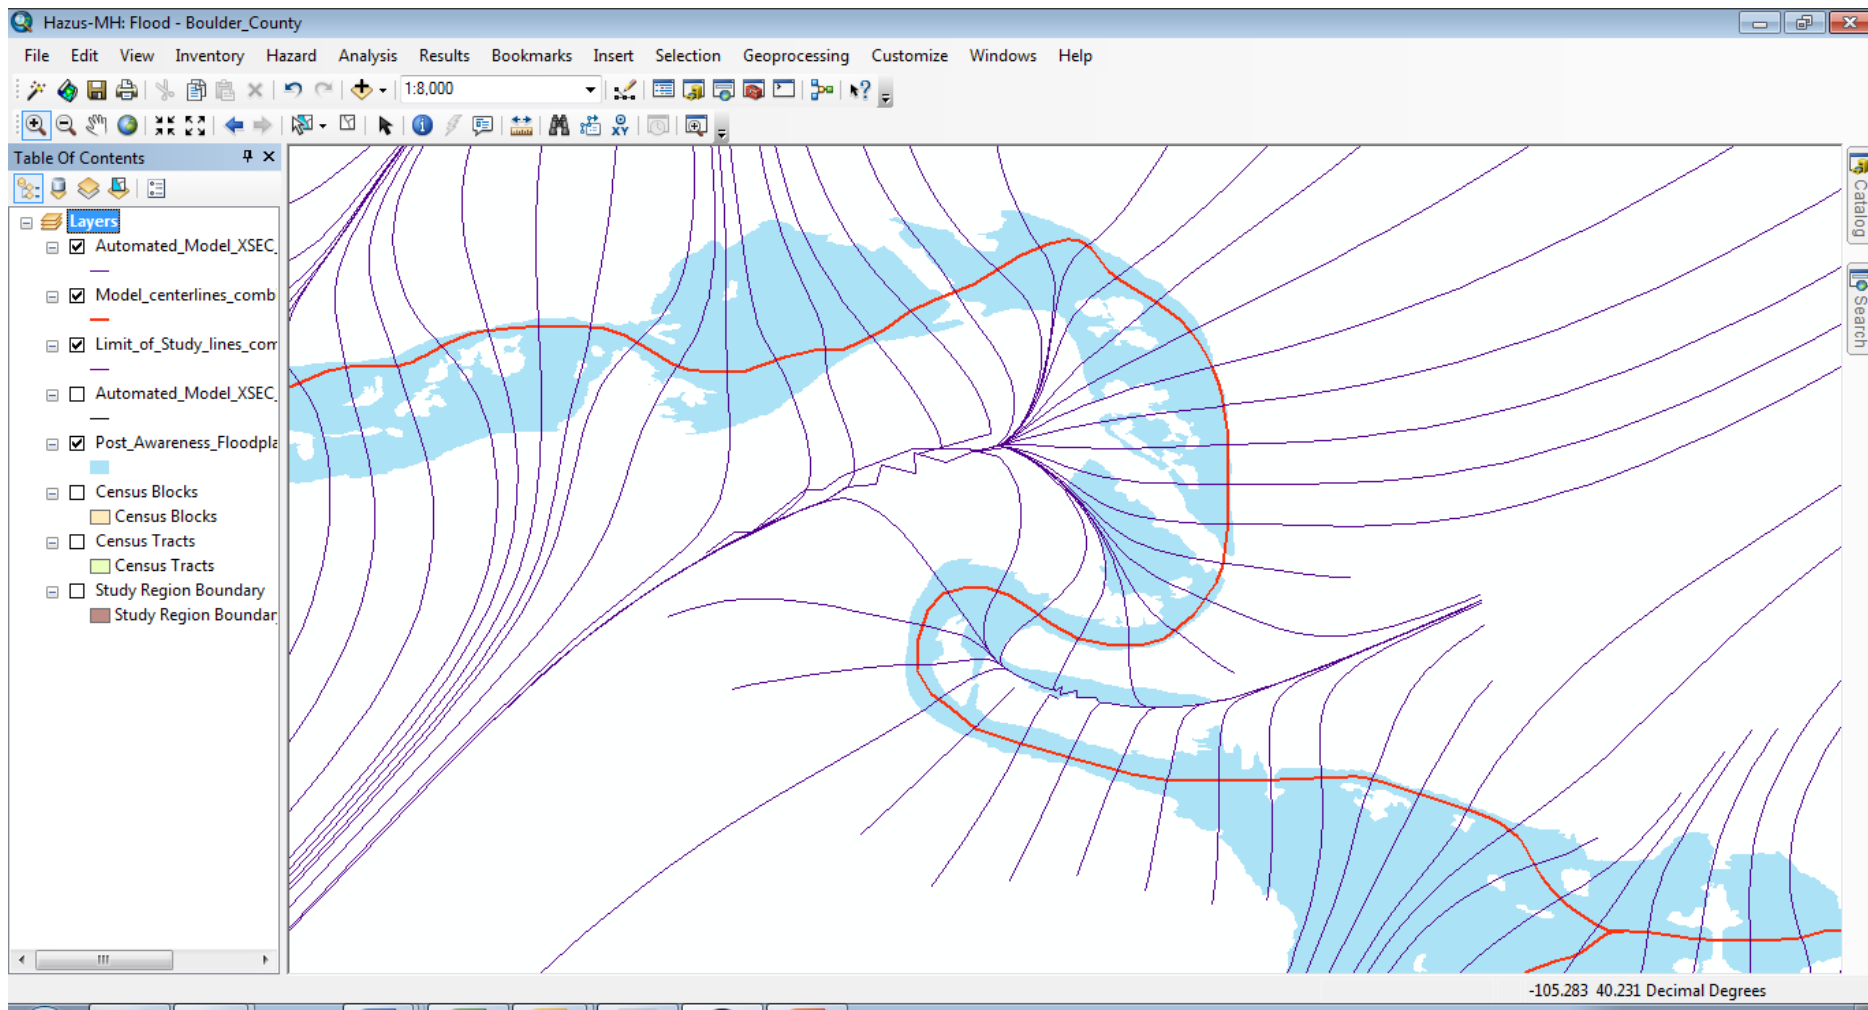 Hazus-MH: Flood - Boulder_County
File Edit View Inventory Hazard Analysis Results Bookmarks Insert Selection Geoprocessing Customize Windows Help
1:8,000
XY
Table Of Contents
Layers
Automated_Model_XSEC_
Model_centerlines_comb
Limit_of_Study_lines_com
Automated_Model_XSEC_
Post_Awareness_Floodpla
Census Blocks
Census Blocks
Census Tracts
Census Tracts
Study Region Boundary
Study Region Boundar
Catalog
Search
-105.283 40.231 Decimal Degrees